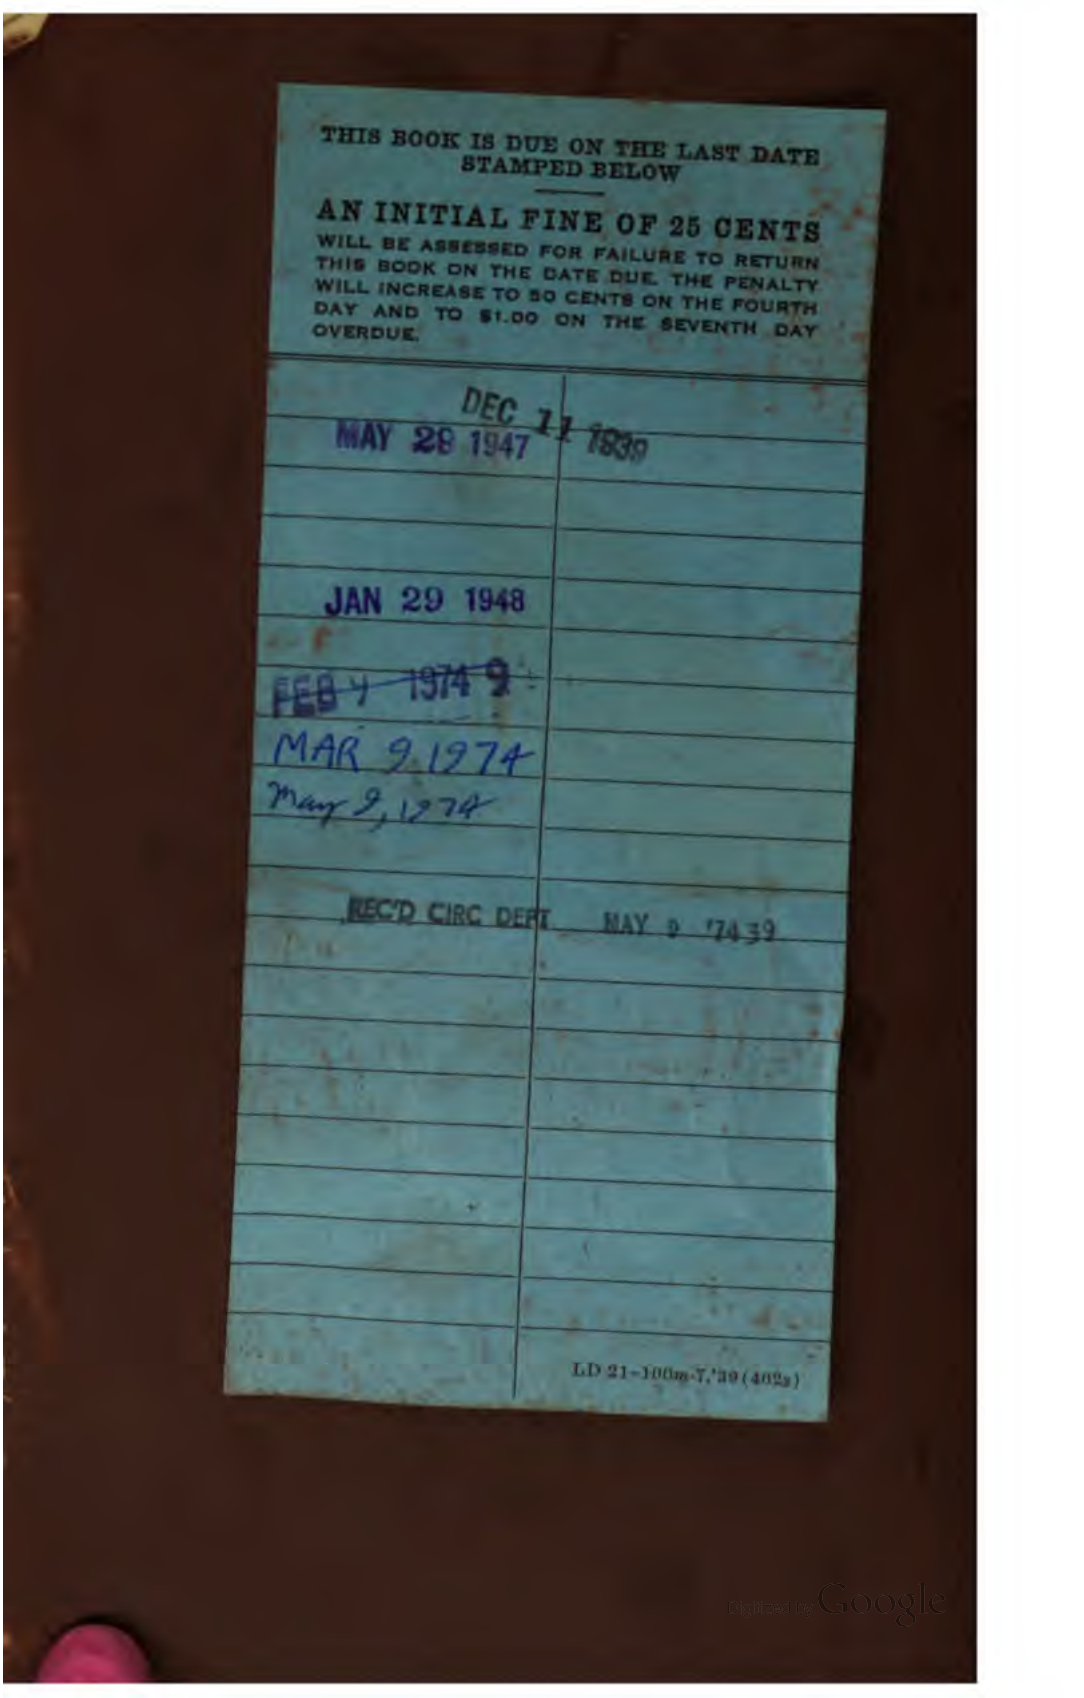 THIS BOOK IS DUE ON THE LAST DATE
STAMPED BELOW
AN INITIAL FINE OF 25 CENTS
WILL BE ASSESSED FOR FAILURE TO RETURN
THIS BOOK ON THE DATE DUE. THE PENALTY
WILL INCREASE TO 50 CENTS ON THE FOURTH
DAY AND TO $1.00 ON THE SEVENTH DAY
OVERDUE.
DEC 11 1939
MAY 29 1947
JAN 29 1948
FEB 1974 9
MAR 9 1974
May 9, 1974
REC'D CIRC DEPT MAY 9 '74 39
LD 21-100m-7,'39(402s)
Digitized by Google